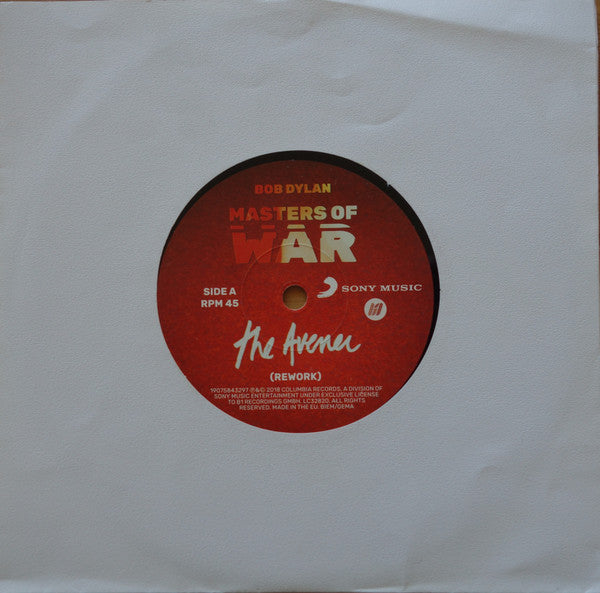 BOB DYLAN
MASTERS OF
WAR
SIDE A
RPM 45
SONY MUSIC
the Avener
(REWORK)
19075843297 ℗&© 2018 COLUMBIA RECORDS, A DIVISION OF
SONY MUSIC ENTERTAINMENT UNDER EXCLUSIVE LICENSE
TO B1 RECORDINGS GMBH. LC32820. ALL RIGHTS
RESERVED. MADE IN THE EU. BIEM/GEMA